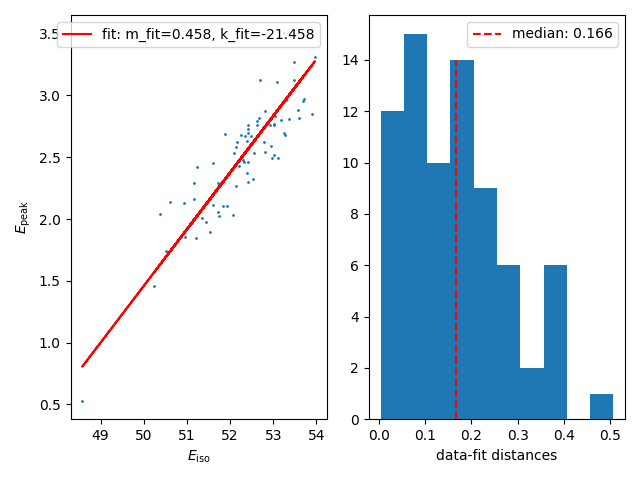 fit: m_fit=0.458, k_fit=-21.458
3.5
3.0
2.5
2.0
1.5
1.0
0.5
E_peak
49 50 51 52 53 54
E_iso
median: 0.166
14
12
10
8
6
4
2
0
0.0 0.1 0.2 0.3 0.4 0.5
data-fit distances